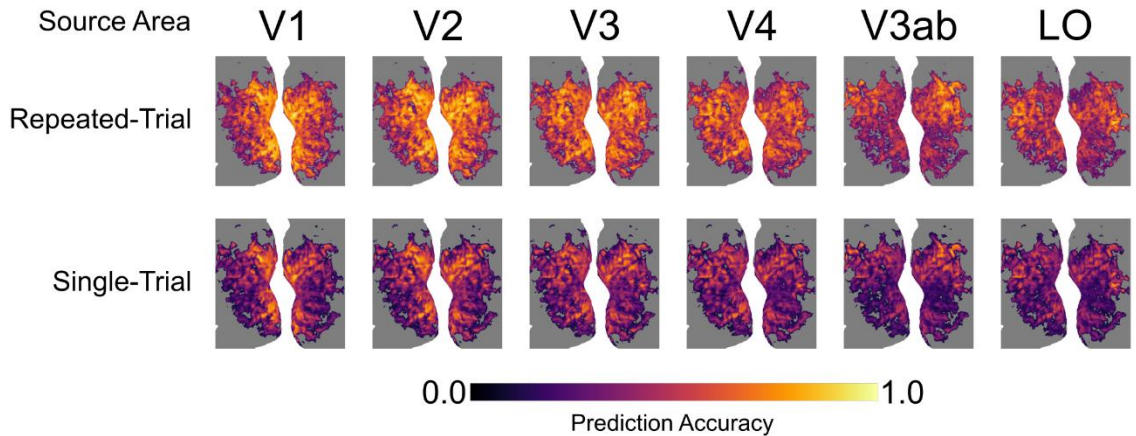 Source Area V1 V2 V3 V4 V3ab LO
Repeated-Trial
Single-Trial
0.0 1.0
Prediction Accuracy